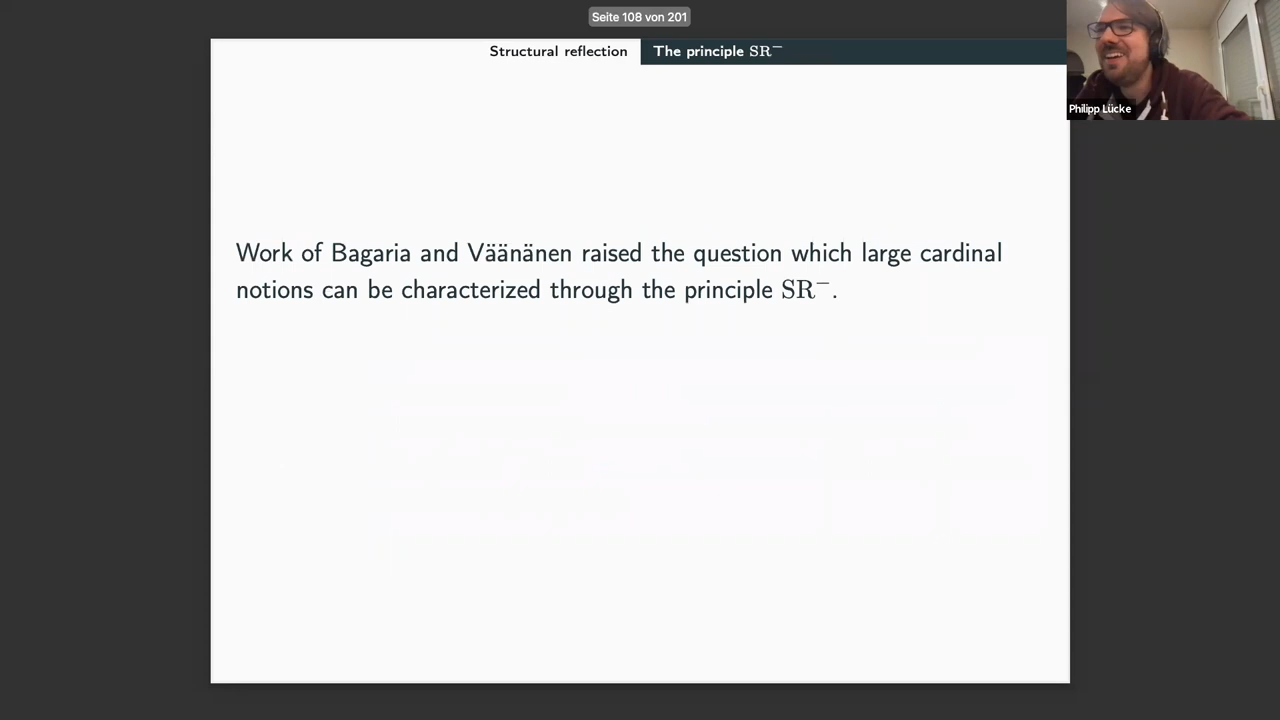 Seite 108 von 201
Structural reflection
The principle SR⁻
Philipp Lücke
Work of Bagaria and Väänänen raised the question which large cardinal
notions can be characterized through the principle SR⁻.